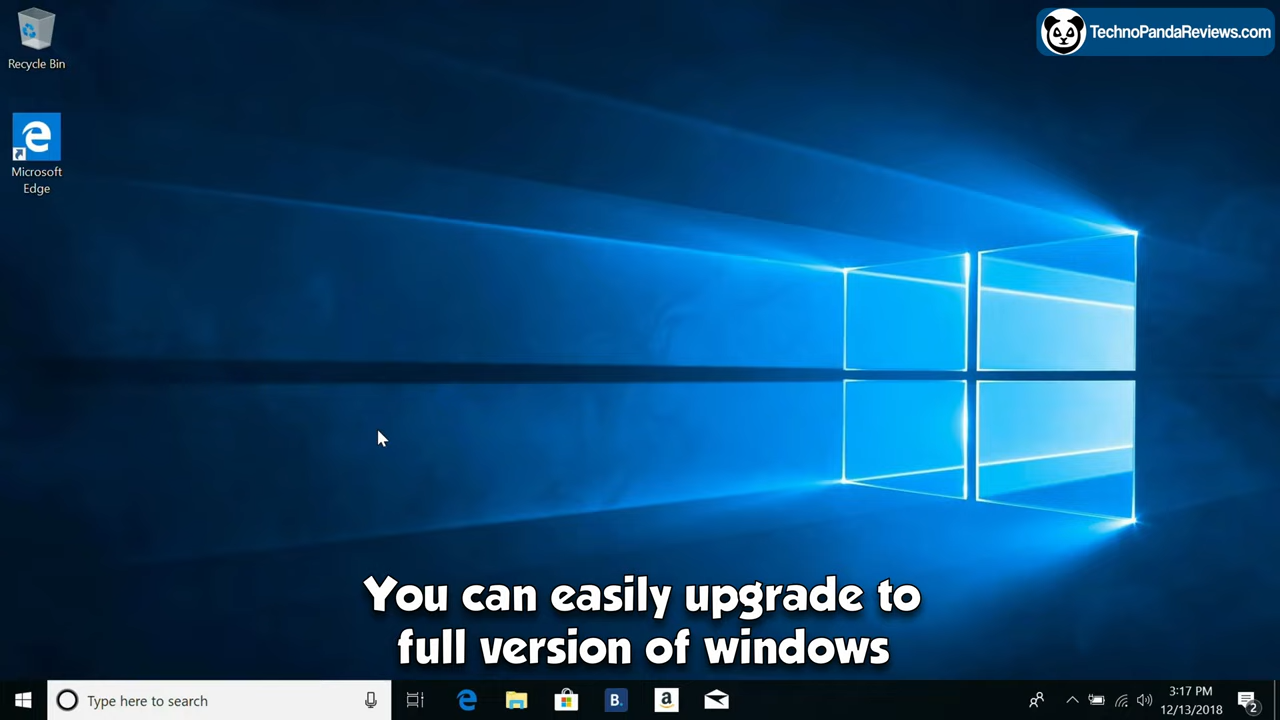 Recycle Bin
TechnoPandaReviews.com
Microsoft
Edge
You can easily upgrade to
full version of windows
Type here to search
B.
a
3:17 PM
12/13/2018
2